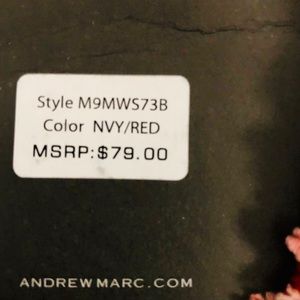 Style M9MWS73B
Color NVY/RED
MSRP:$79.00
ANDREWMARC.COM